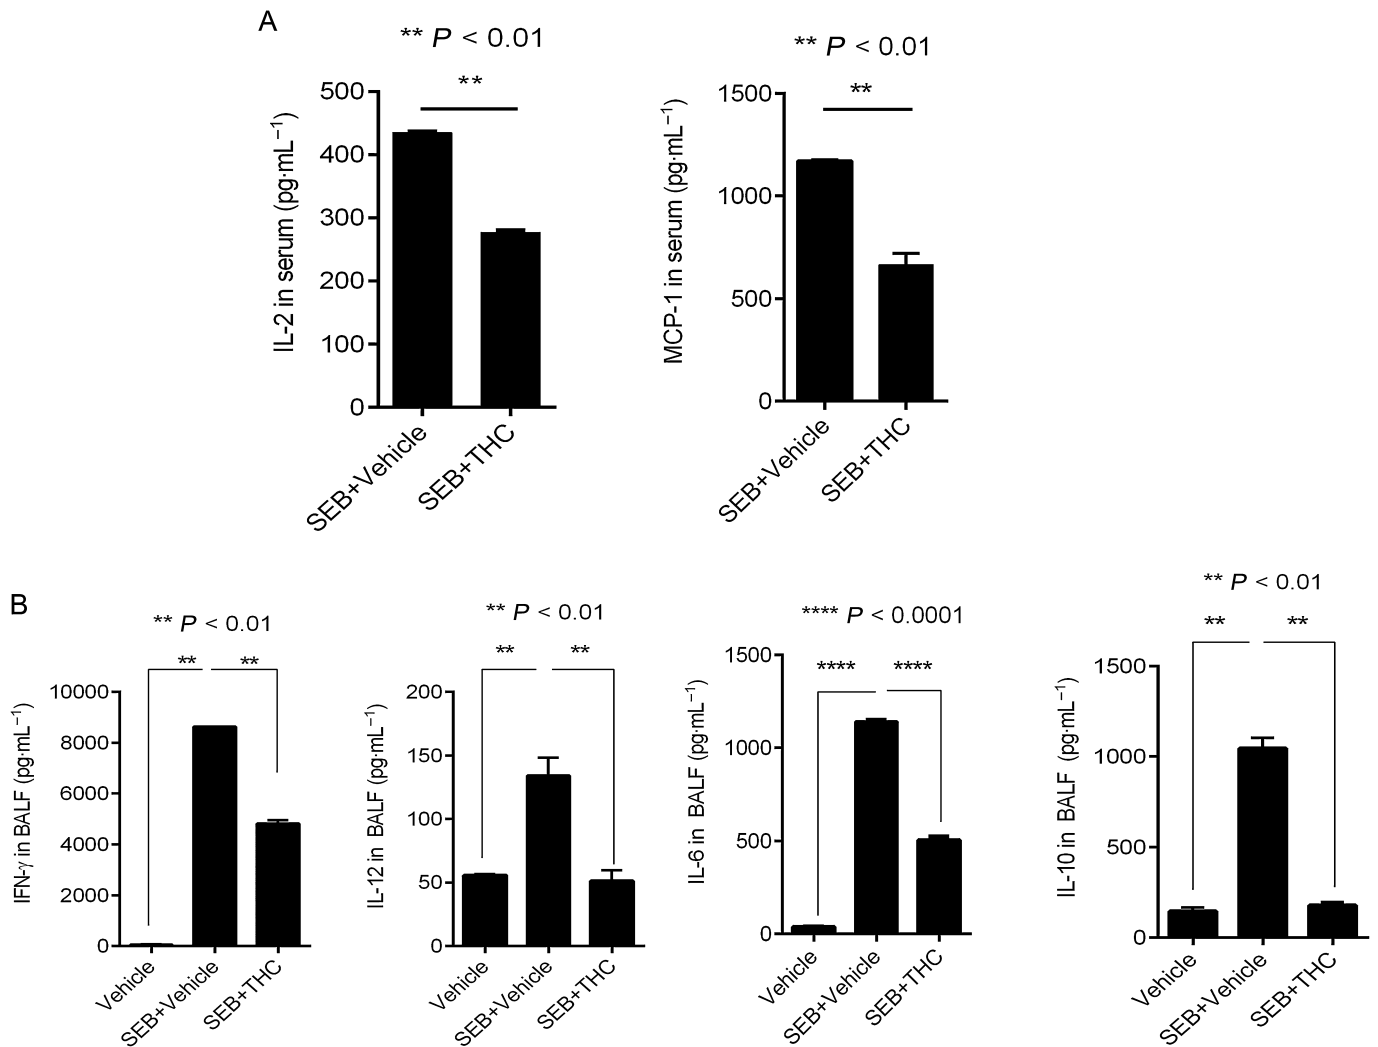 A
** P < 0.01
**
500
400
300
200
100
0
IL-2 in serum (pg·mL⁻¹)
SEB+Vehicle
SEB+THC
** P < 0.01
**
1500
1000
500
0
MCP-1 in serum (pg·mL⁻¹)
SEB+Vehicle
SEB+THC
B
** P < 0.01
** **
10000
8000
6000
4000
2000
0
IFN-γ in BALF (pg·mL⁻¹)
Vehicle
SEB+Vehicle
SEB+THC
** P < 0.01
** **
200
150
100
50
0
IL-12 in BALF (pg·mL⁻¹)
Vehicle
SEB+Vehicle
SEB+THC
**** P < 0.0001
**** ****
1500
1000
500
0
IL-6 in BALF (pg·mL⁻¹)
Vehicle
SEB+Vehicle
SEB+THC
** P < 0.01
** **
1500
1000
500
0
IL-10 in BALF (pg·mL⁻¹)
Vehicle
SEB+Vehicle
SEB+THC